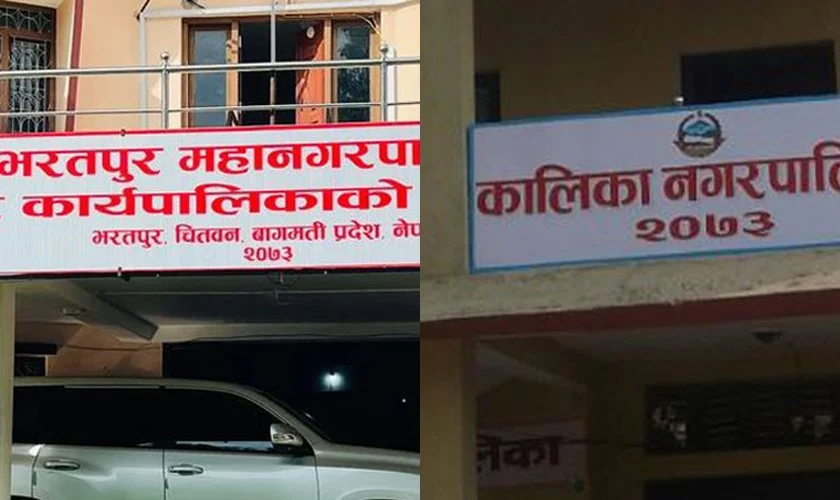 भरतपुर महानगरपा
कार्यपालिकाको
भरतपुर, चितवन, बागमती प्रदेश, नेप
२०७३
कालिका नगरपालि
२०७३
लिका